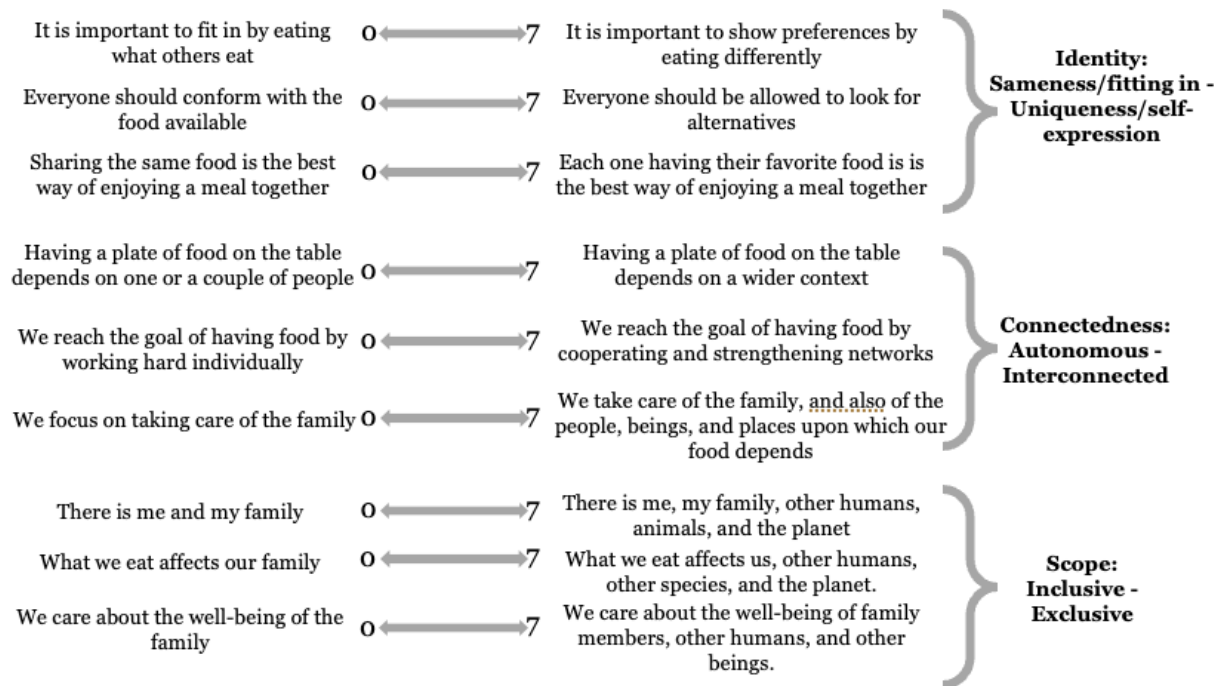 It is important to fit in by eating
what others eat
0 7
It is important to show preferences by
eating differently
Everyone should conform with the
food available
0 7
Everyone should be allowed to look for
alternatives
Sharing the same food is the best
way of enjoying a meal together
0 7
Each one having their favorite food is is
the best way of enjoying a meal together
Identity:
Sameness/fitting in -
Uniqueness/self-
expression
Having a plate of food on the table
depends on one or a couple of people
0 7
Having a plate of food on the table
depends on a wider context
We reach the goal of having food by
working hard individually
0 7
We reach the goal of having food by
cooperating and strengthening networks
We focus on taking care of the family
0 7
We take care of the family, and also of the
people, beings, and places upon which our
food depends
Connectedness:
Autonomous -
Interconnected
There is me and my family
0 7
There is me, my family, other humans,
animals, and the planet
What we eat affects our family
0 7
What we eat affects us, other humans,
other species, and the planet.
We care about the well-being of the
family
0 7
We care about the well-being of family
members, other humans, and other
beings.
Scope:
Inclusive -
Exclusive